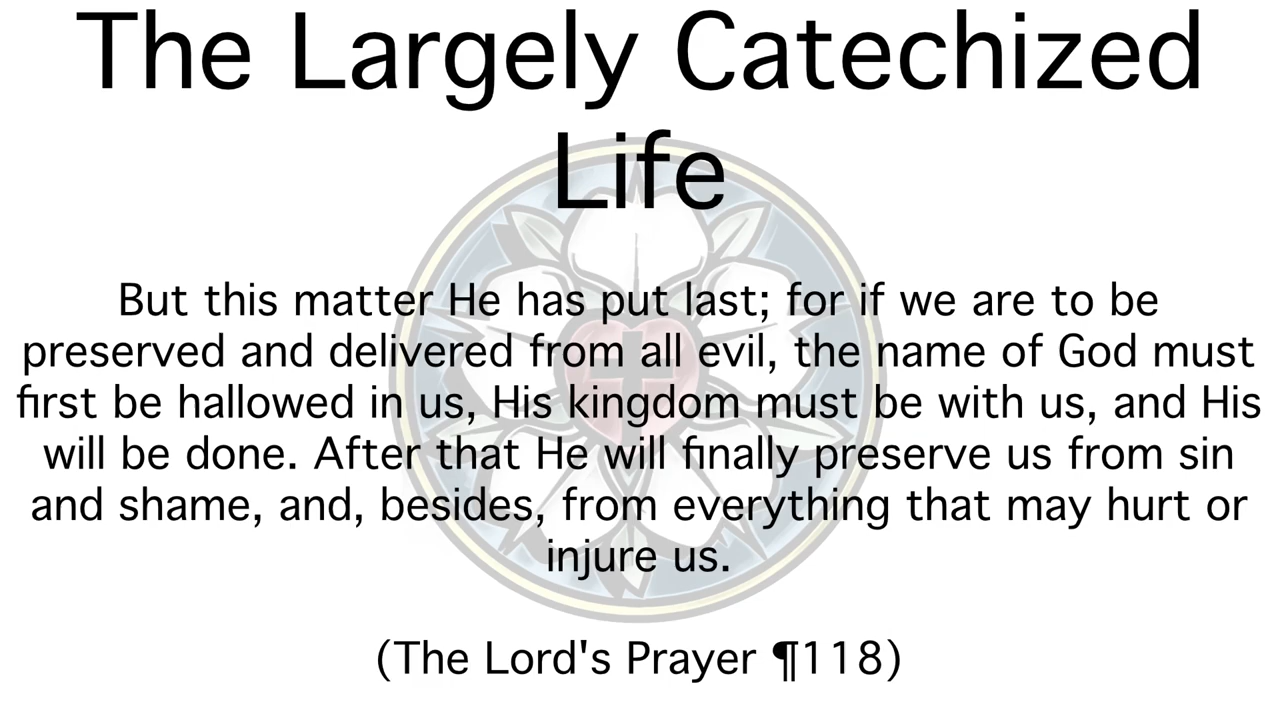 The Largely Catechized
Life
But this matter He has put last; for if we are to be
preserved and delivered from all evil, the name of God must
first be hallowed in us, His kingdom must be with us, and His
will be done. After that He will finally preserve us from sin
and shame, and, besides, from everything that may hurt or
injure us.
(The Lord's Prayer ¶118)